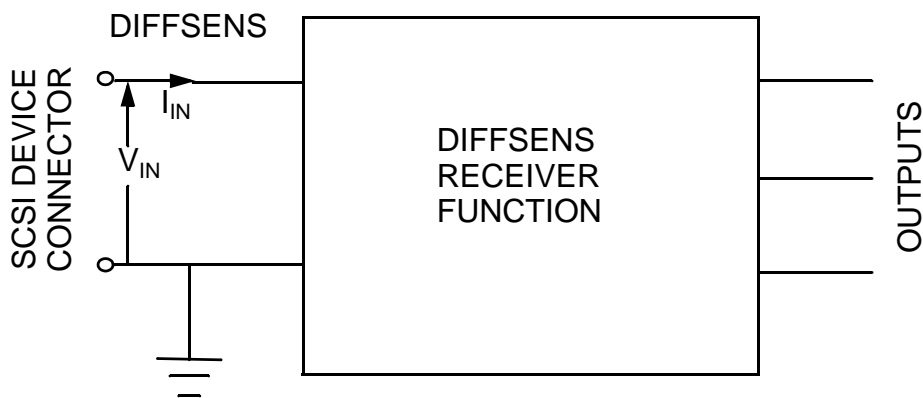 DIFFSENS
SCSI DEVICE
CONNECTOR
I_IN
V_IN
DIFFSENS
RECEIVER
FUNCTION
OUTPUTS